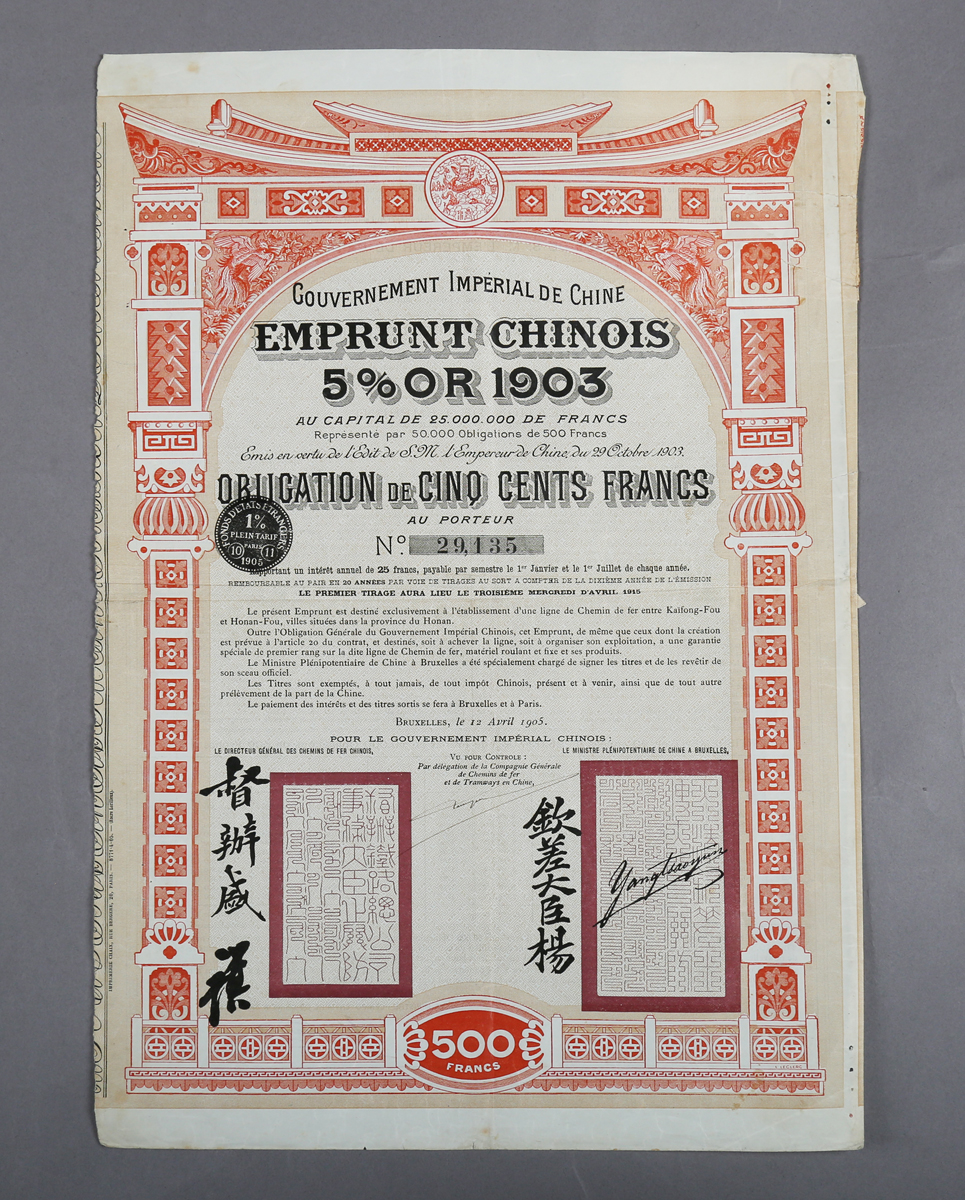 GOUVERNEMENT IMPÉRIAL DE CHINE
EMPRUNT CHINOIS
5% OR 1903
AU CAPITAL DE 25.000.000 DE FRANCS
Représenté par 50.000 Obligations de 500 Francs
Emis en vertu de l'Edit de S.M. l'Empereur de Chine, du 29 Octobre 1903.
OBLIGATION DE CINQ CENTS FRANCS
AU PORTEUR
No. 29,135
FONDS D'ETATS ETRANGERS
1%
PLEIN TARIF
PARIS
10 11
1905
Rapportant un intérêt annuel de 25 francs, payable par semestre le 1er Janvier et le 1er Juillet de chaque année.
REMBOURSABLE AU PAIR EN 20 ANNÉES PAR VOIE DE TIRAGES AU SORT A COMPTER DE LA DIXIÈME ANNÉE DE L'ÉMISSION
LE PREMIER TIRAGE AURA LIEU LE TROISIÈME MERCREDI D'AVRIL 1915
Le présent Emprunt est destiné exclusivement à l'établissement d'une ligne de Chemin de fer entre Kaifong-Fou
et Honan-Fou, villes situées dans la province du Honan.
Outre l'Obligation Générale du Gouvernement Impérial Chinois, cet Emprunt, de même que ceux dont la création
est prévue à l'article 20 du contrat, et destinés, soit à achever la ligne, soit à organiser son exploitation, a une garantie
spéciale de premier rang sur la dite ligne de Chemin de fer, matériel roulant et fixe et ses produits.
Le Ministre Plénipotentiaire de Chine à Bruxelles a été spécialement chargé de signer les titres et de les revêtir de
son sceau officiel.
Les Titres sont exemptés, à tout jamais, de tout impôt Chinois, présent et à venir, ainsi que de tout autre
prélèvement de la part de la Chine.
Le paiement des intérêts et des titres sortis se fera à Bruxelles et à Paris.
BRUXELLES, le 12 Avril 1905.
POUR LE GOUVERNEMENT IMPÉRIAL CHINOIS :
LE DIRECTEUR GÉNÉRAL DES CHEMINS DE FER CHINOIS,
VU POUR CONTROLE :
Par délégation de la Compagnie Générale
de Chemins de fer
et de Tramways en Chine,
LE MINISTRE PLÉNIPOTENTIAIRE DE CHINE A BRUXELLES,
督辦盛
欽差大臣楊
Yangtsaoyun
500
FRANCS